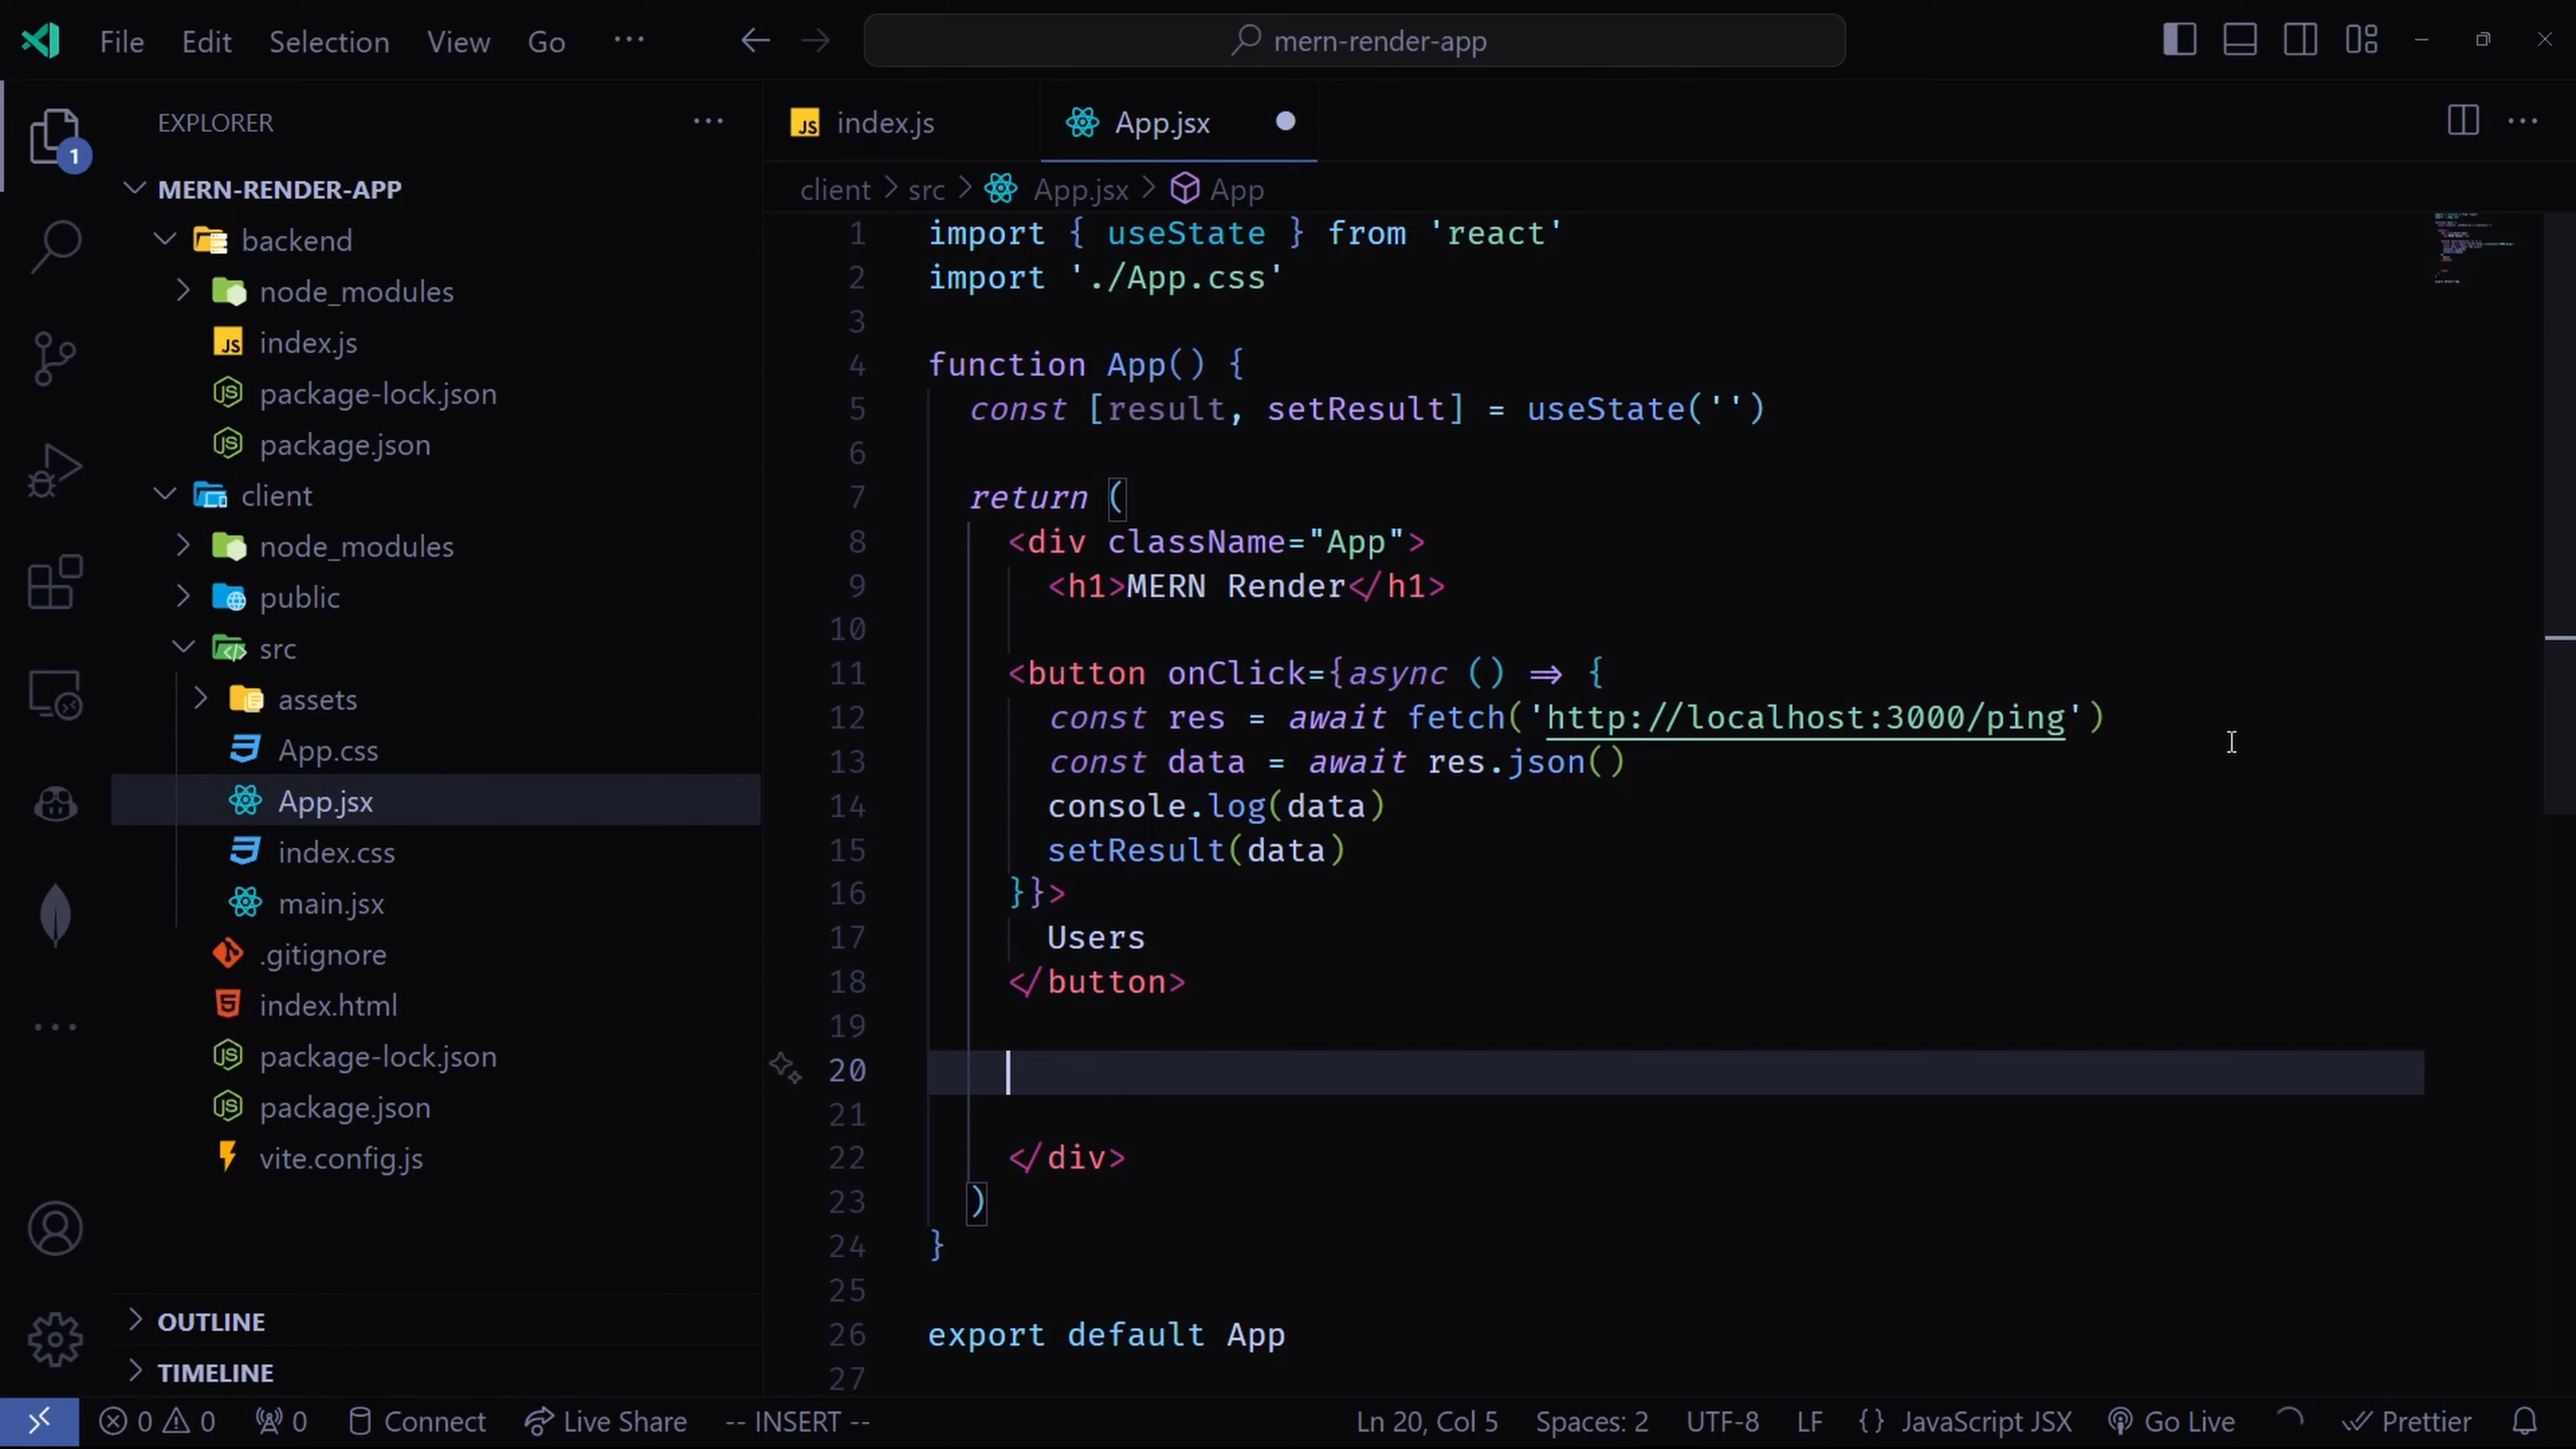 File Edit Selection View Go ··· mern-render-app
EXPLORER ···
1
MERN-RENDER-APP
backend
node_modules
index.js
package-lock.json
package.json
client
node_modules
public
src
assets
App.css
App.jsx
index.css
main.jsx
.gitignore
index.html
package-lock.json
package.json
vite.config.js
OUTLINE
TIMELINE
JS index.js App.jsx
client > src > App.jsx > App
1 import { useState } from 'react'
2 import './App.css'
3
4 function App() {
5 const [result, setResult] = useState('')
6
7 return (
8 <div className="App">
9 <h1>MERN Render</h1>
10
11 <button onClick={async () => {
12 const res = await fetch('http://localhost:3000/ping')
13 const data = await res.json()
14 console.log(data)
15 setResult(data)
16 }}>
17 Users
18 </button>
19
20
21
22 </div>
23 )
24 }
25
26 export default App
27
0 0 0 Connect Live Share -- INSERT -- Ln 20, Col 5 Spaces: 2 UTF-8 LF {} JavaScript JSX Go Live Prettier